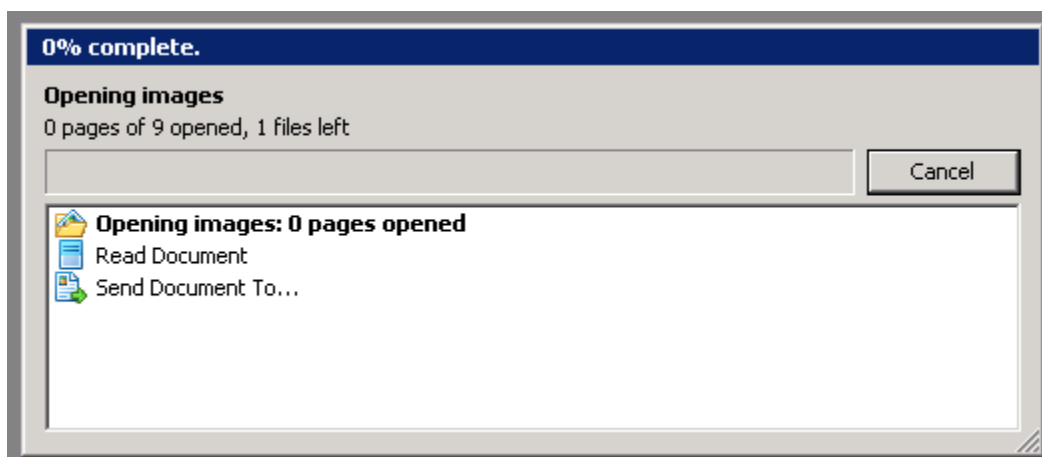 0% complete.
Opening images
0 pages of 9 opened, 1 files left
Cancel
Opening images: 0 pages opened
Read Document
Send Document To...